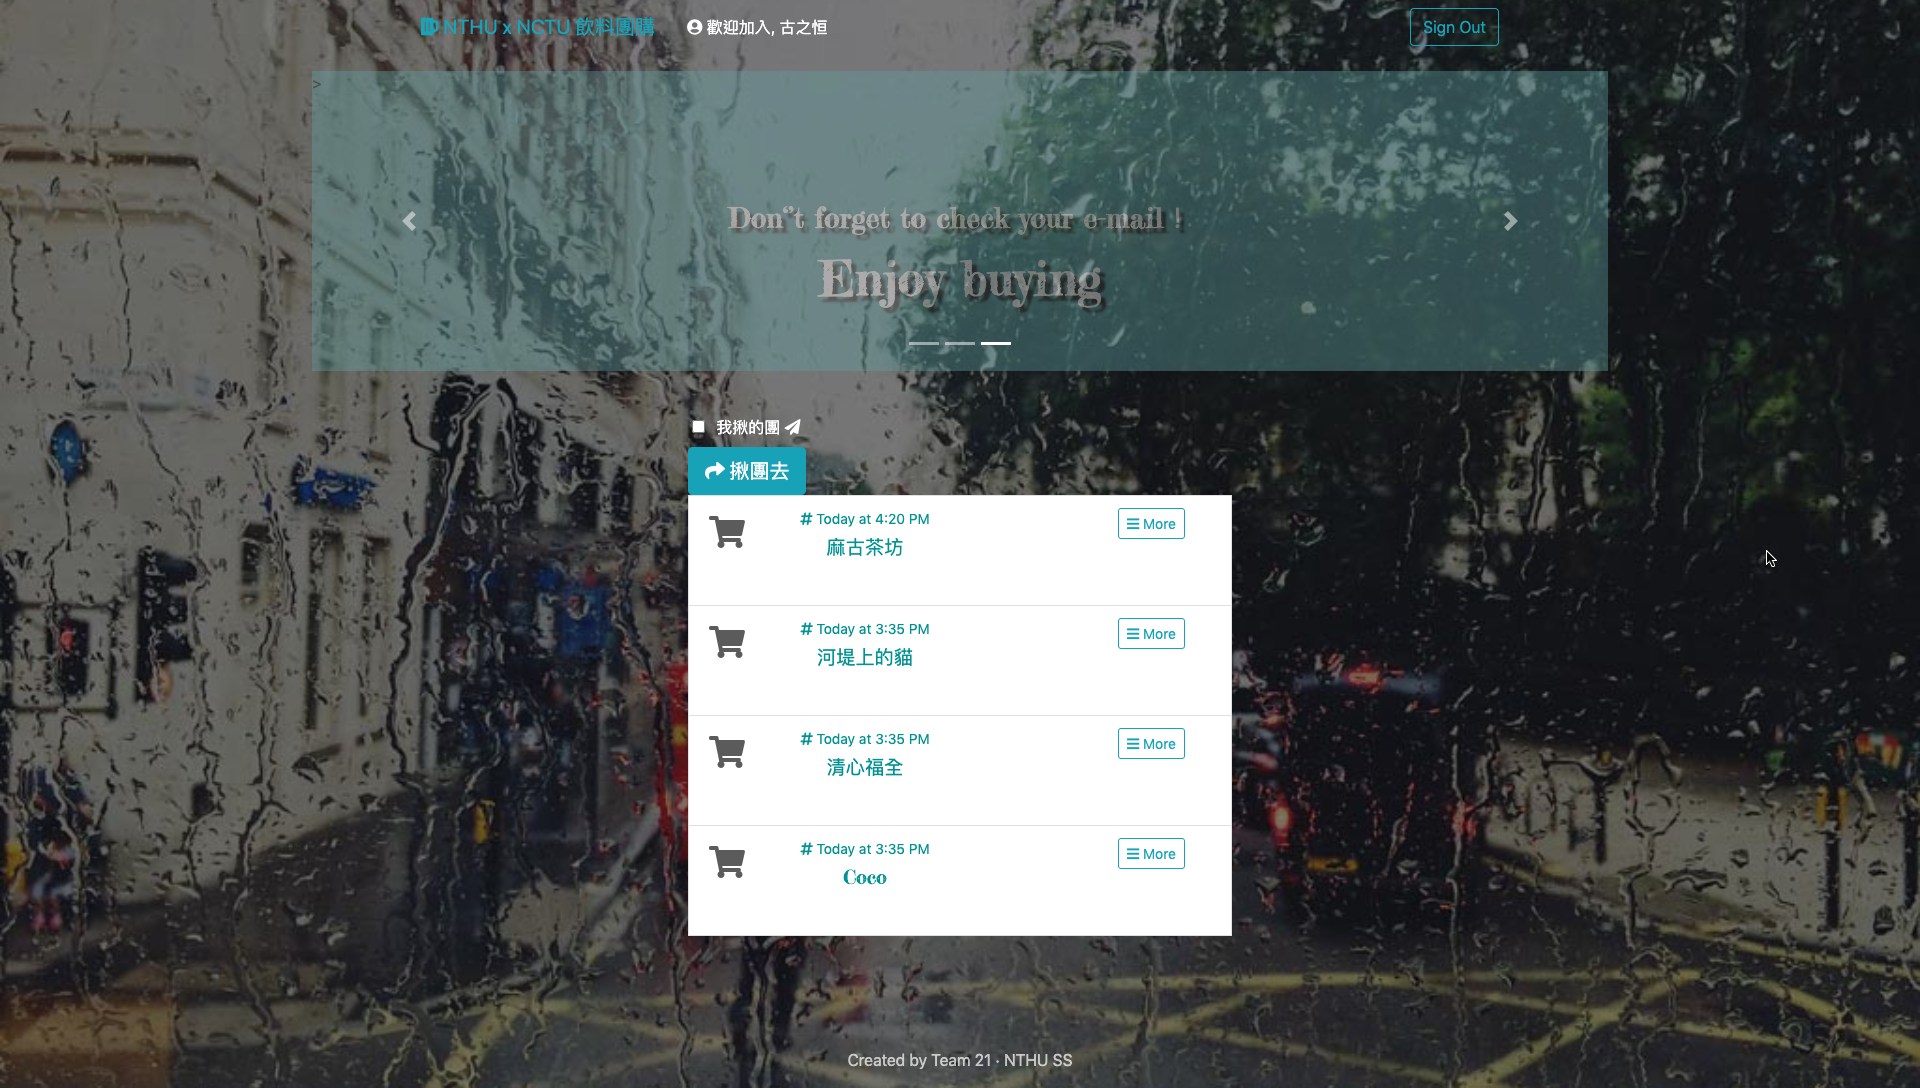 NTHU x NCTU 飲料團購
歡迎加入, 古之恒
Sign Out
>
Don"t forget to check your e-mail !
Enjoy buying
我揪的團
揪團去
# Today at 4:20 PM
More
麻古茶坊
# Today at 3:35 PM
More
河堤上的貓
# Today at 3:35 PM
More
清心福全
# Today at 3:35 PM
More
Coco
Created by Team 21 · NTHU SS